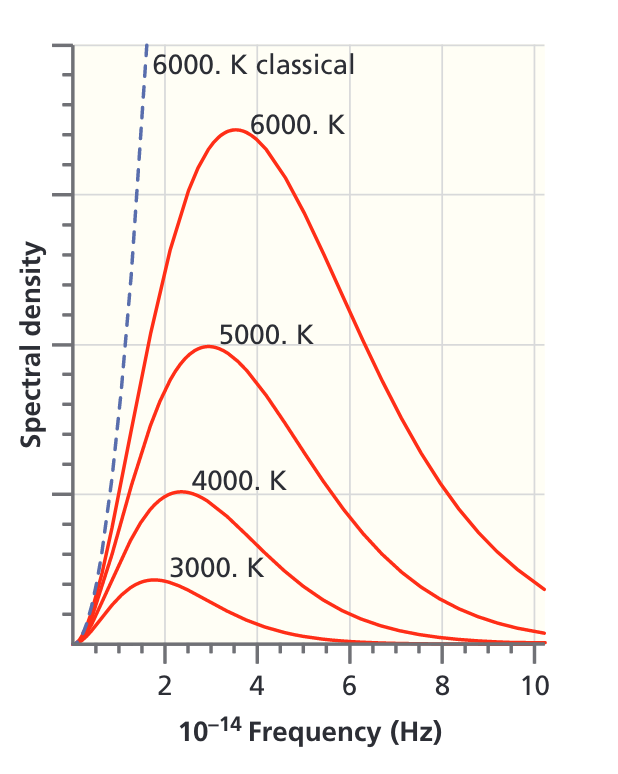 6000. K classical
6000. K
5000. K
4000. K
3000. K
Spectral density
2 4 6 8 10
10⁻¹⁴ Frequency (Hz)